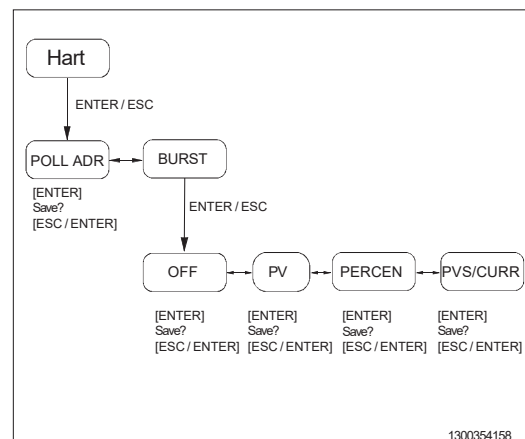 Hart
ENTER / ESC
POLL ADR
BURST
[ENTER]
Save?
[ESC / ENTER]
ENTER / ESC
OFF
PV
PERCEN
PVS/CURR
[ENTER]
Save?
[ESC / ENTER]
[ENTER]
Save?
[ESC / ENTER]
[ENTER]
Save?
[ESC / ENTER]
[ENTER]
Save?
[ESC / ENTER]
1300354158